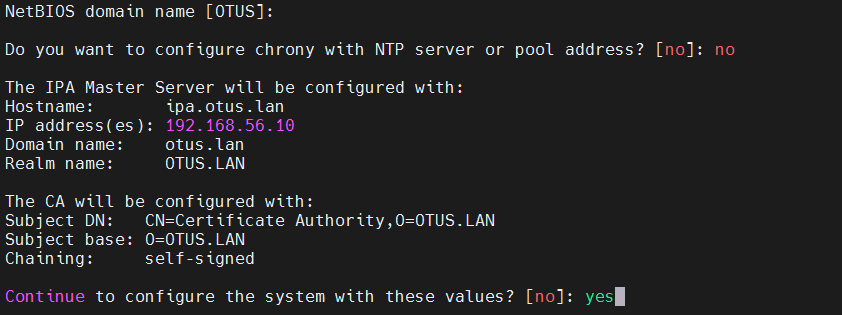 NetBIOS domain name [OTUS]:
Do you want to configure chrony with NTP server or pool address? [no]: no
The IPA Master Server will be configured with:
Hostname:       ipa.otus.lan
IP address(es): 192.168.56.10
Domain name:    otus.lan
Realm name:     OTUS.LAN
The CA will be configured with:
Subject DN:   CN=Certificate Authority,O=OTUS.LAN
Subject base: O=OTUS.LAN
Chaining:     self-signed
Continue to configure the system with these values? [no]: yes